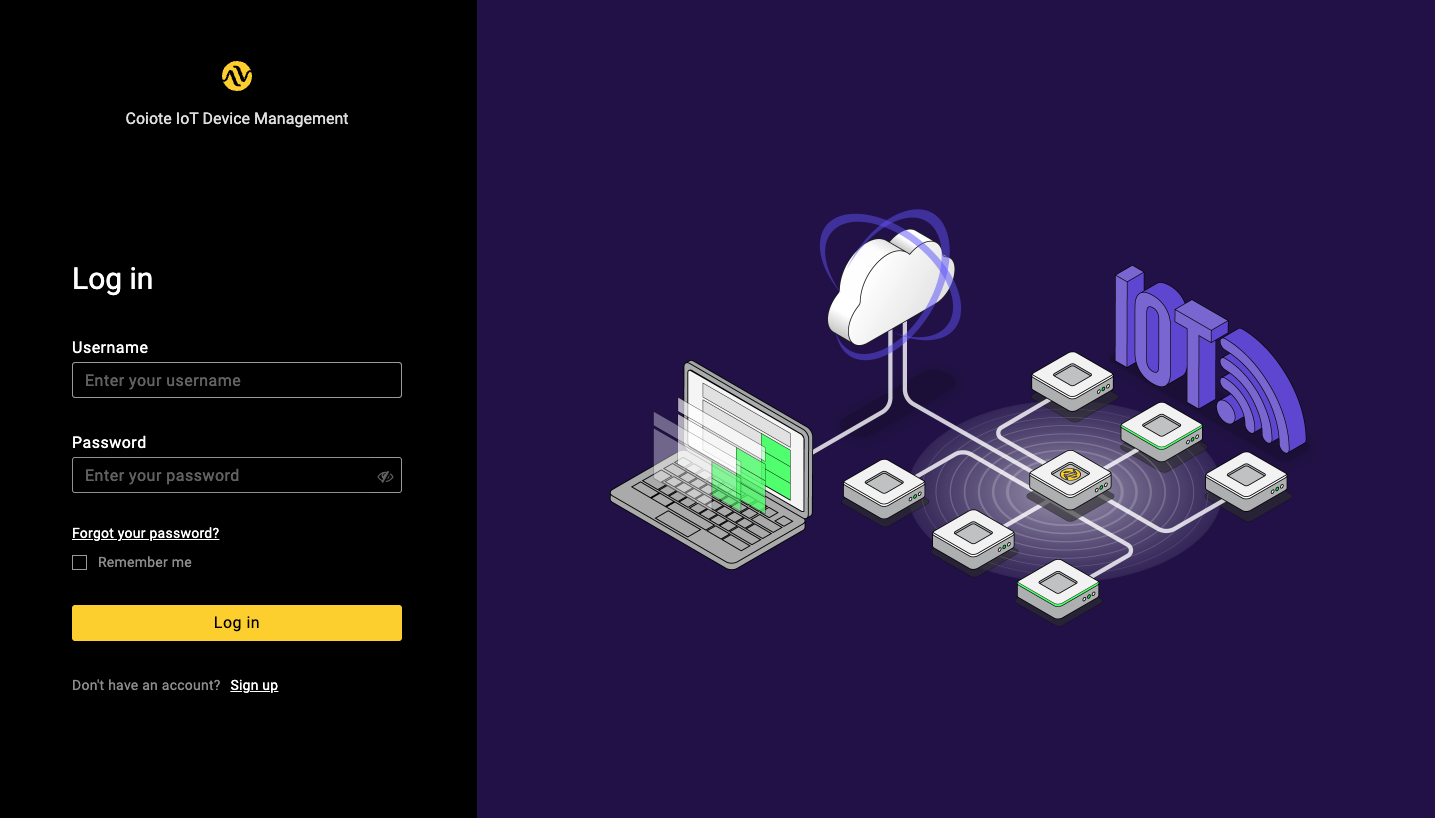 Coiote IoT Device Management
Log in
Username
Enter your username
Password
Enter your password
Forgot your password?
Remember me
Log in
Don't have an account? Sign up
IoT